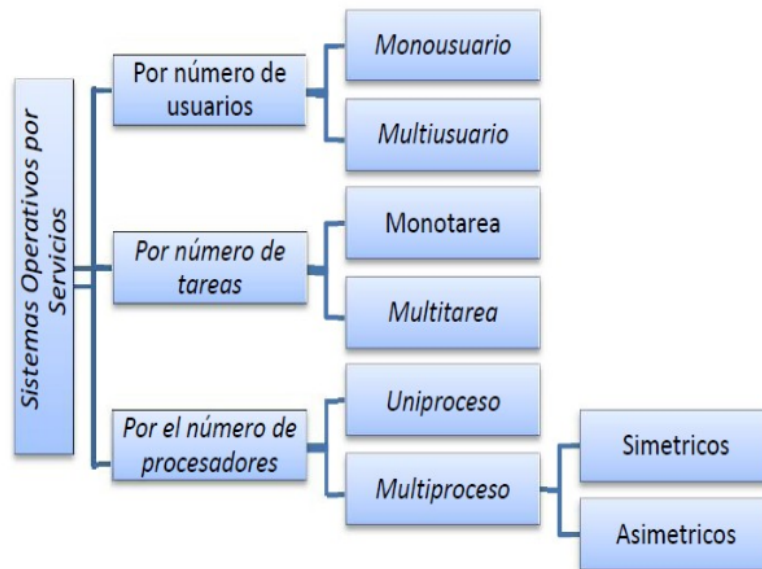 Sistemas Operativos por
Servicios
Por número de
usuarios
Monousuario
Multiusuario
Por número de
tareas
Monotarea
Multitarea
Por el número de
procesadores
Uniproceso
Multiproceso
Simetricos
Asimetricos